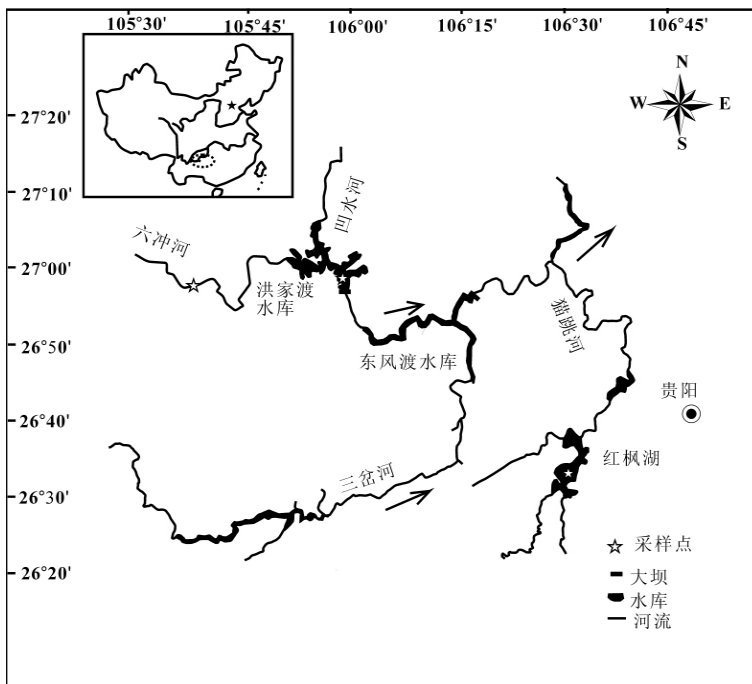 105°30' 105°45' 106°00' 106°15' 106°30' 106°45'
27°20'
27°10'
27°00'
26°50'
26°40'
26°30'
26°20'
N
W E
S
六冲河
凹水河
洪家渡
水库
东风渡水库
猫跳河
贵阳
红枫湖
三岔河
采样点
大坝
水库
河流